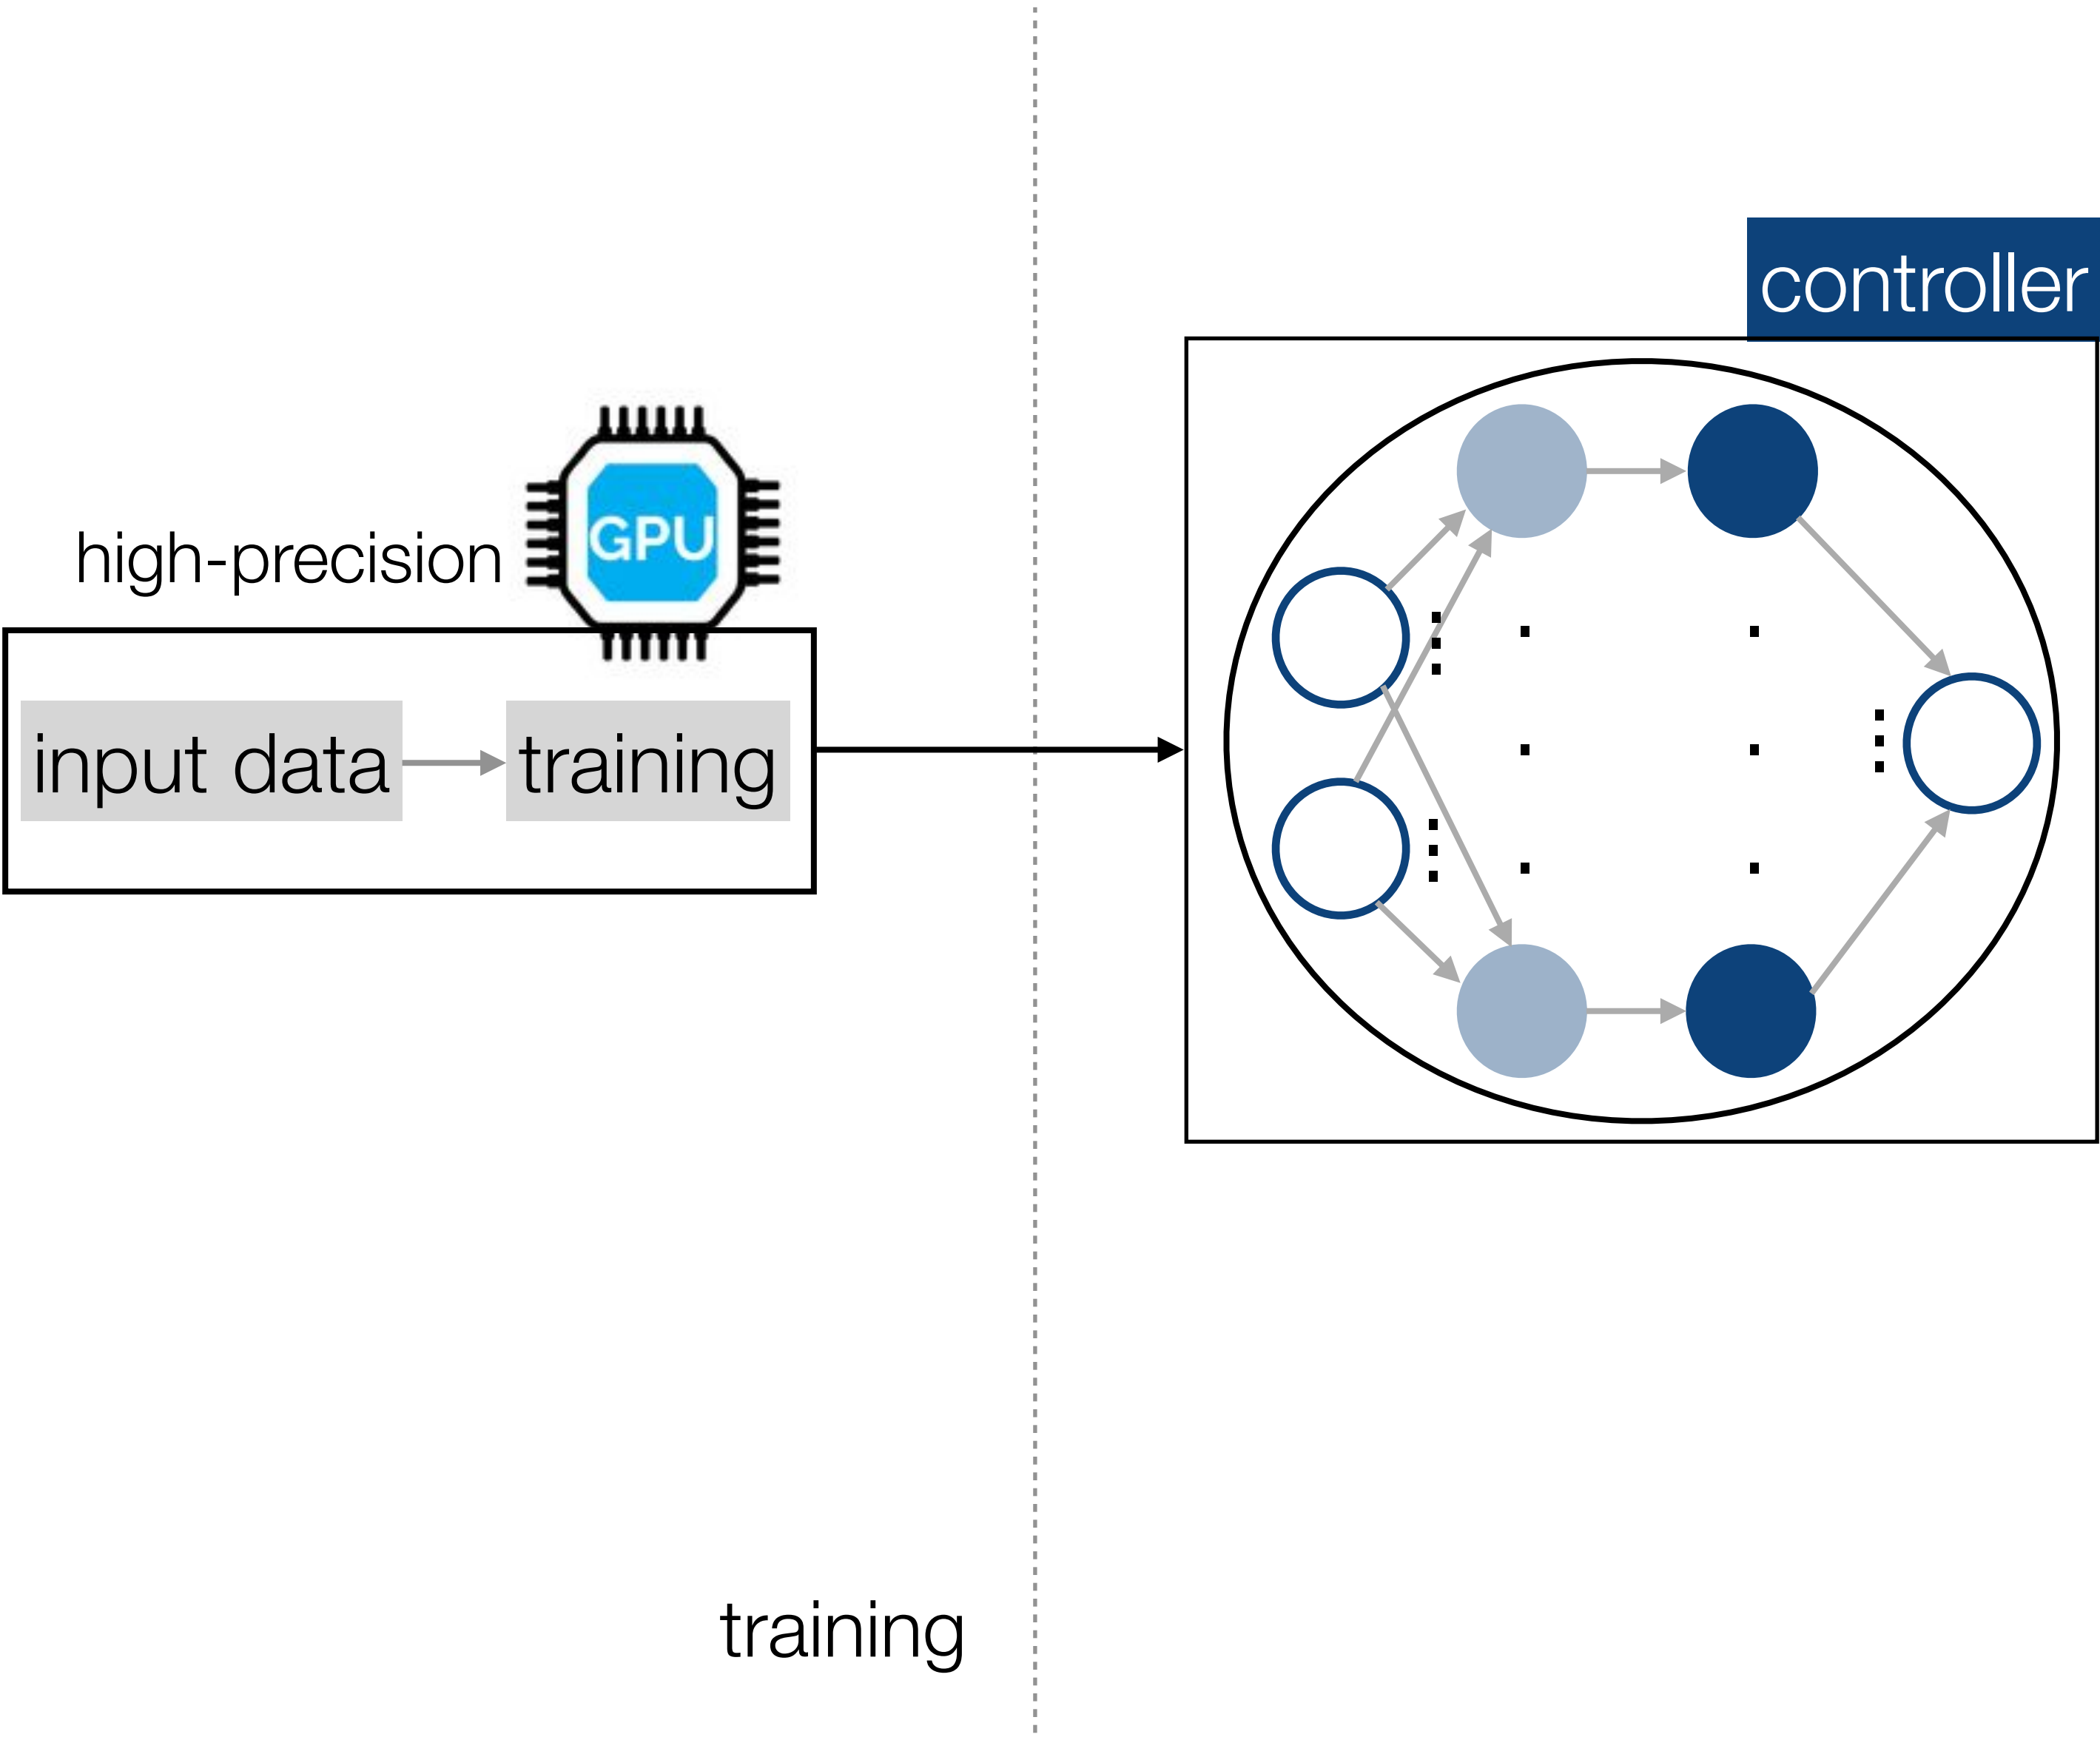 controller
high-precision
GPU
input data
training
training